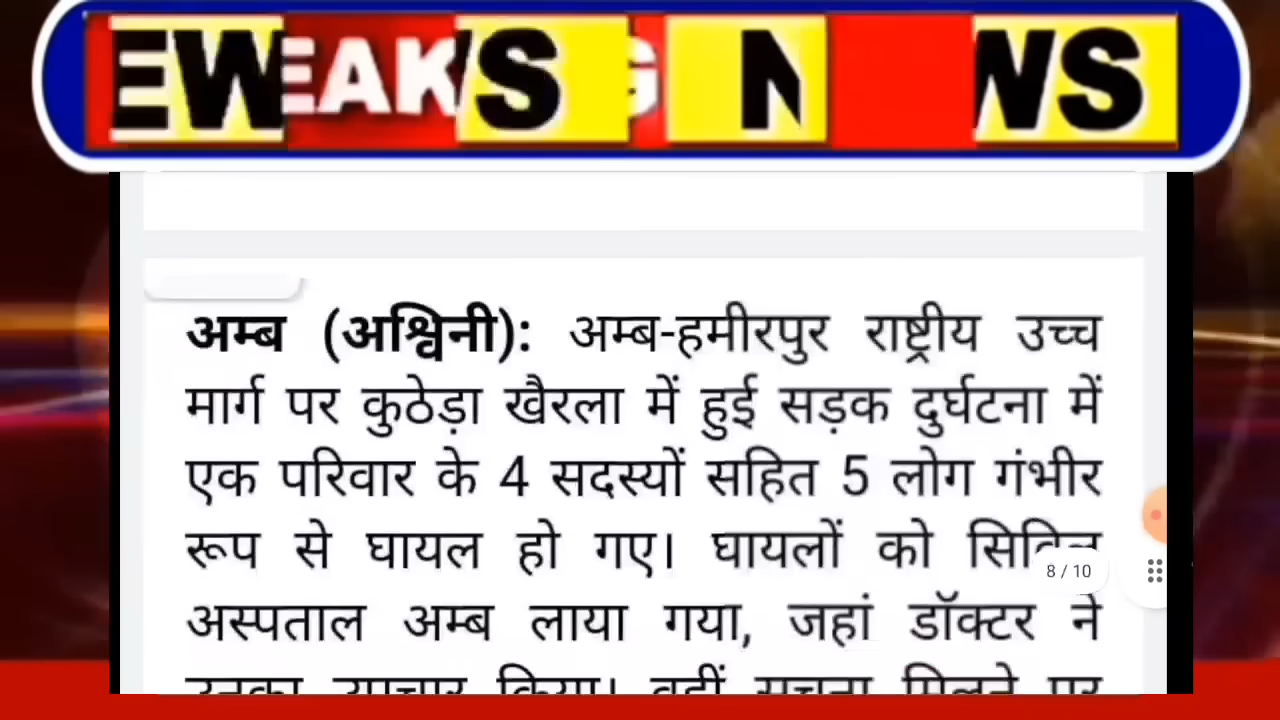 अम्ब (अश्विनी): अम्ब-हमीरपुर राष्ट्रीय उच्च
मार्ग पर कुठेड़ा खैरला में हुई सड़क दुर्घटना में
एक परिवार के 4 सदस्यों सहित 5 लोग गंभीर
रूप से घायल हो गए। घायलों को सिविल
8 / 10
अस्पताल अम्ब लाया गया, जहां डॉक्टर ने